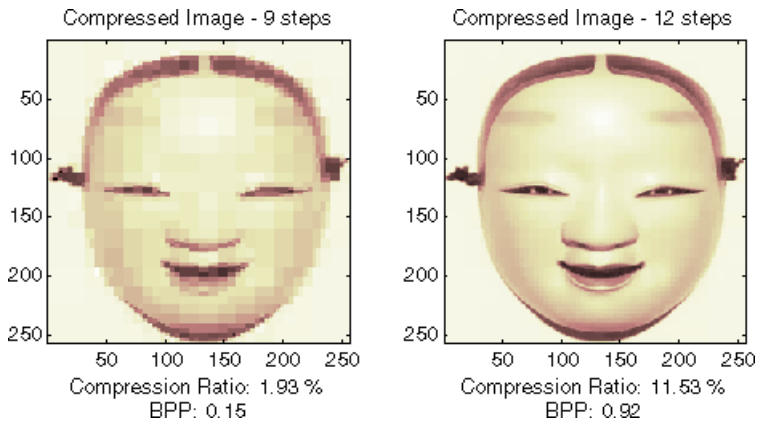 Compressed Image - 9 steps
50
100
150
200
250
50 100 150 200 250
Compression Ratio: 1.93 %
BPP: 0.15
Compressed Image - 12 steps
50
100
150
200
250
50 100 150 200 250
Compression Ratio: 11.53 %
BPP: 0.92